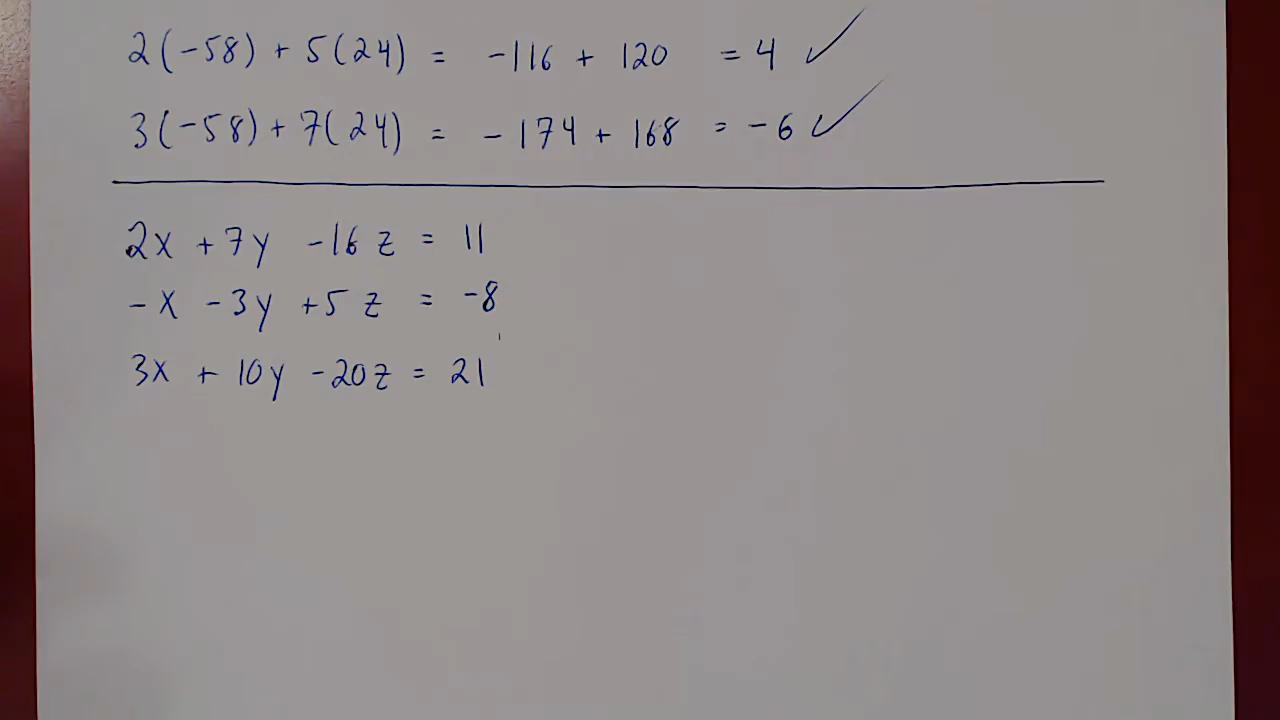 2(-58) + 5(24) = -116 + 120 = 4 ✓
3(-58) + 7(24) = -174 + 168 = -6 ✓
2x + 7y - 16z = 11
-x - 3y + 5z = -8
3x + 10y - 20z = 21